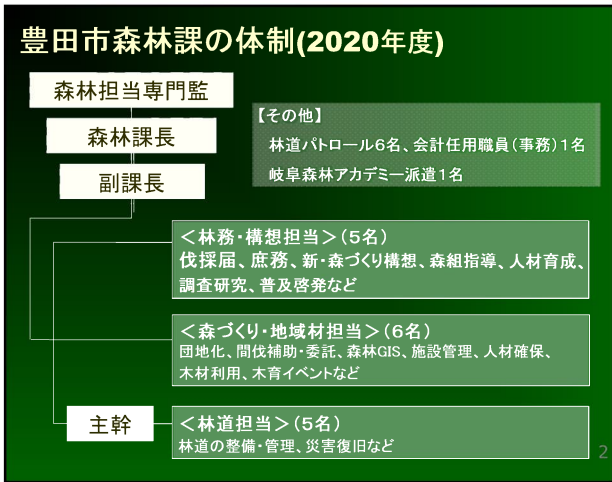 豊田市森林課の体制(2020年度)
森林担当専門監
森林課長
副課長
【その他】
林道パトロール6名、会計任用職員(事務)1名
岐阜森林アカデミー派遣1名
＜林務・構想担当＞(5名)
伐採届、庶務、新・森づくり構想、森組指導、人材育成、
調査研究、普及啓発など
＜森づくり・地域材担当＞(6名)
団地化、間伐補助・委託、森林GIS、施設管理、人材確保、
木材利用、木育イベントなど
主幹
＜林道担当＞(5名)
林道の整備・管理、災害復旧など
2